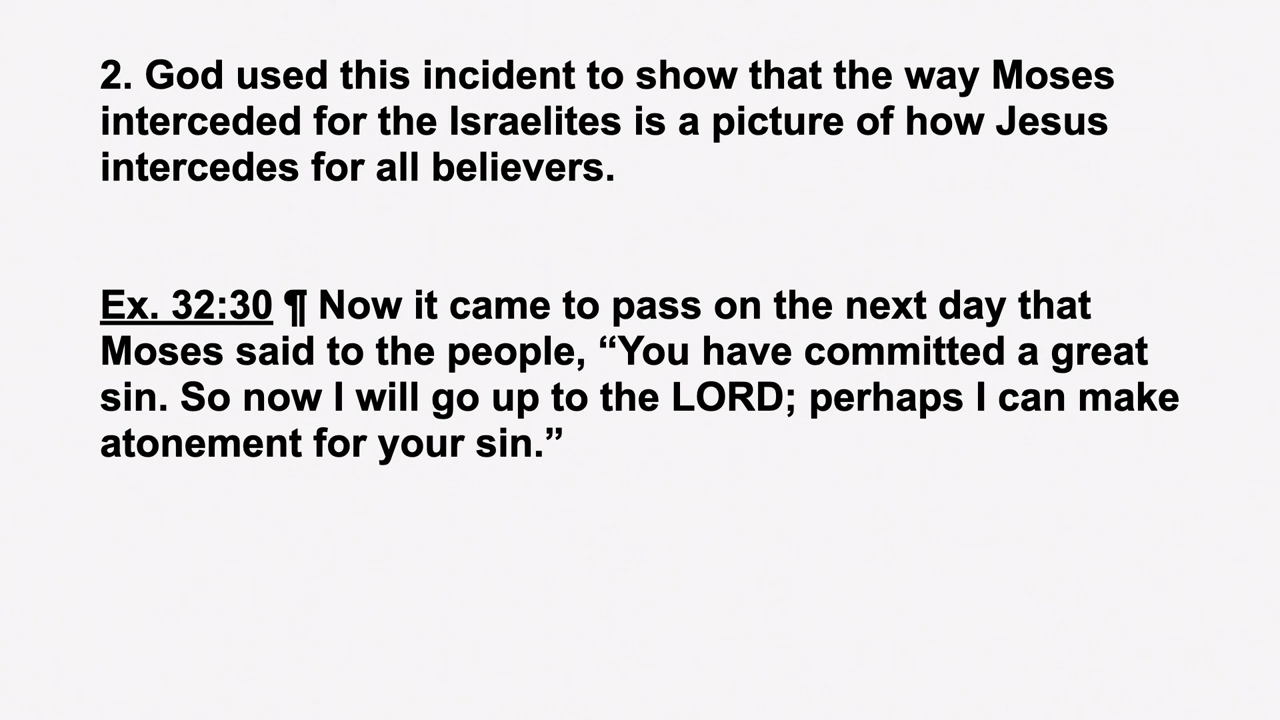 2. God used this incident to show that the way Moses
interceded for the Israelites is a picture of how Jesus
intercedes for all believers.
Ex. 32:30 ¶ Now it came to pass on the next day that
Moses said to the people, “You have committed a great
sin. So now I will go up to the LORD; perhaps I can make
atonement for your sin.”